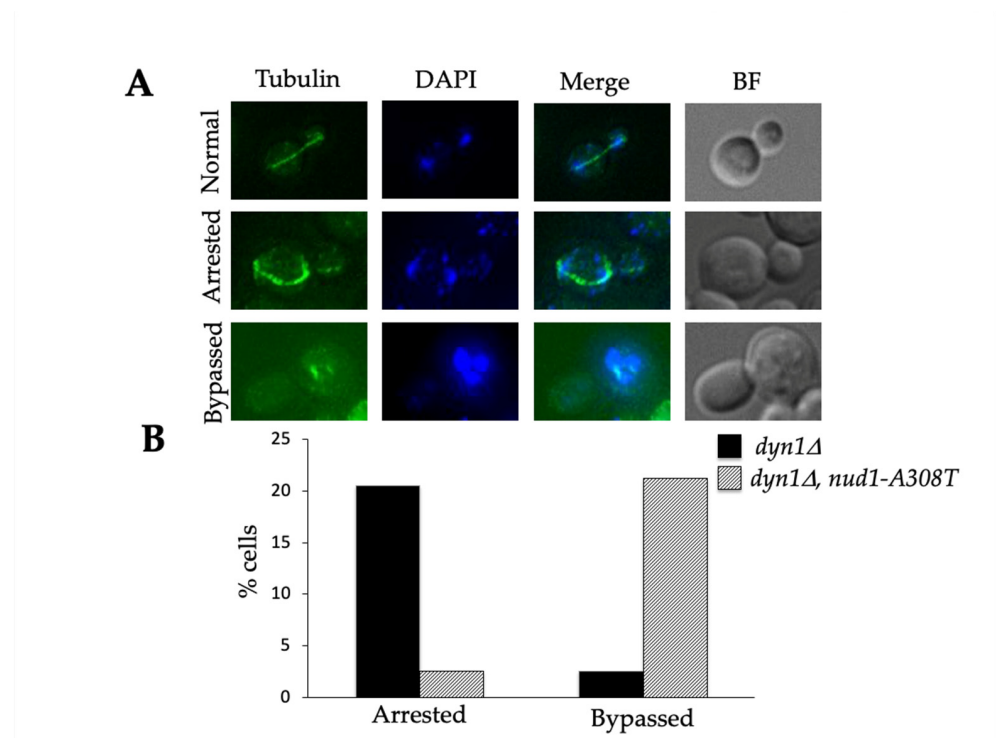 A
Tubulin DAPI Merge BF
Normal
Arrested
Bypassed
B
25
20
15
10
5
0
% cells
dyn1Δ
dyn1Δ, nud1-A308T
Arrested Bypassed